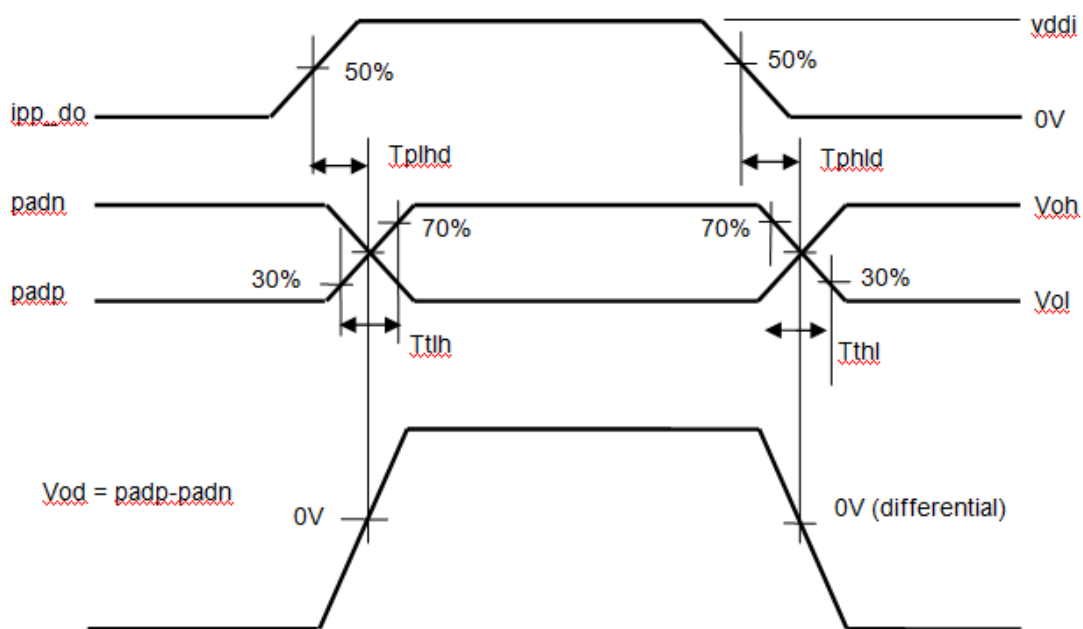 vddi
50%
50%
ipp_do
0V
Tplhd
Tphld
padn
Voh
70%
70%
30%
30%
padp
Vol
Ttlh
Tthl
Vod = padp-padn
0V
0V (differential)